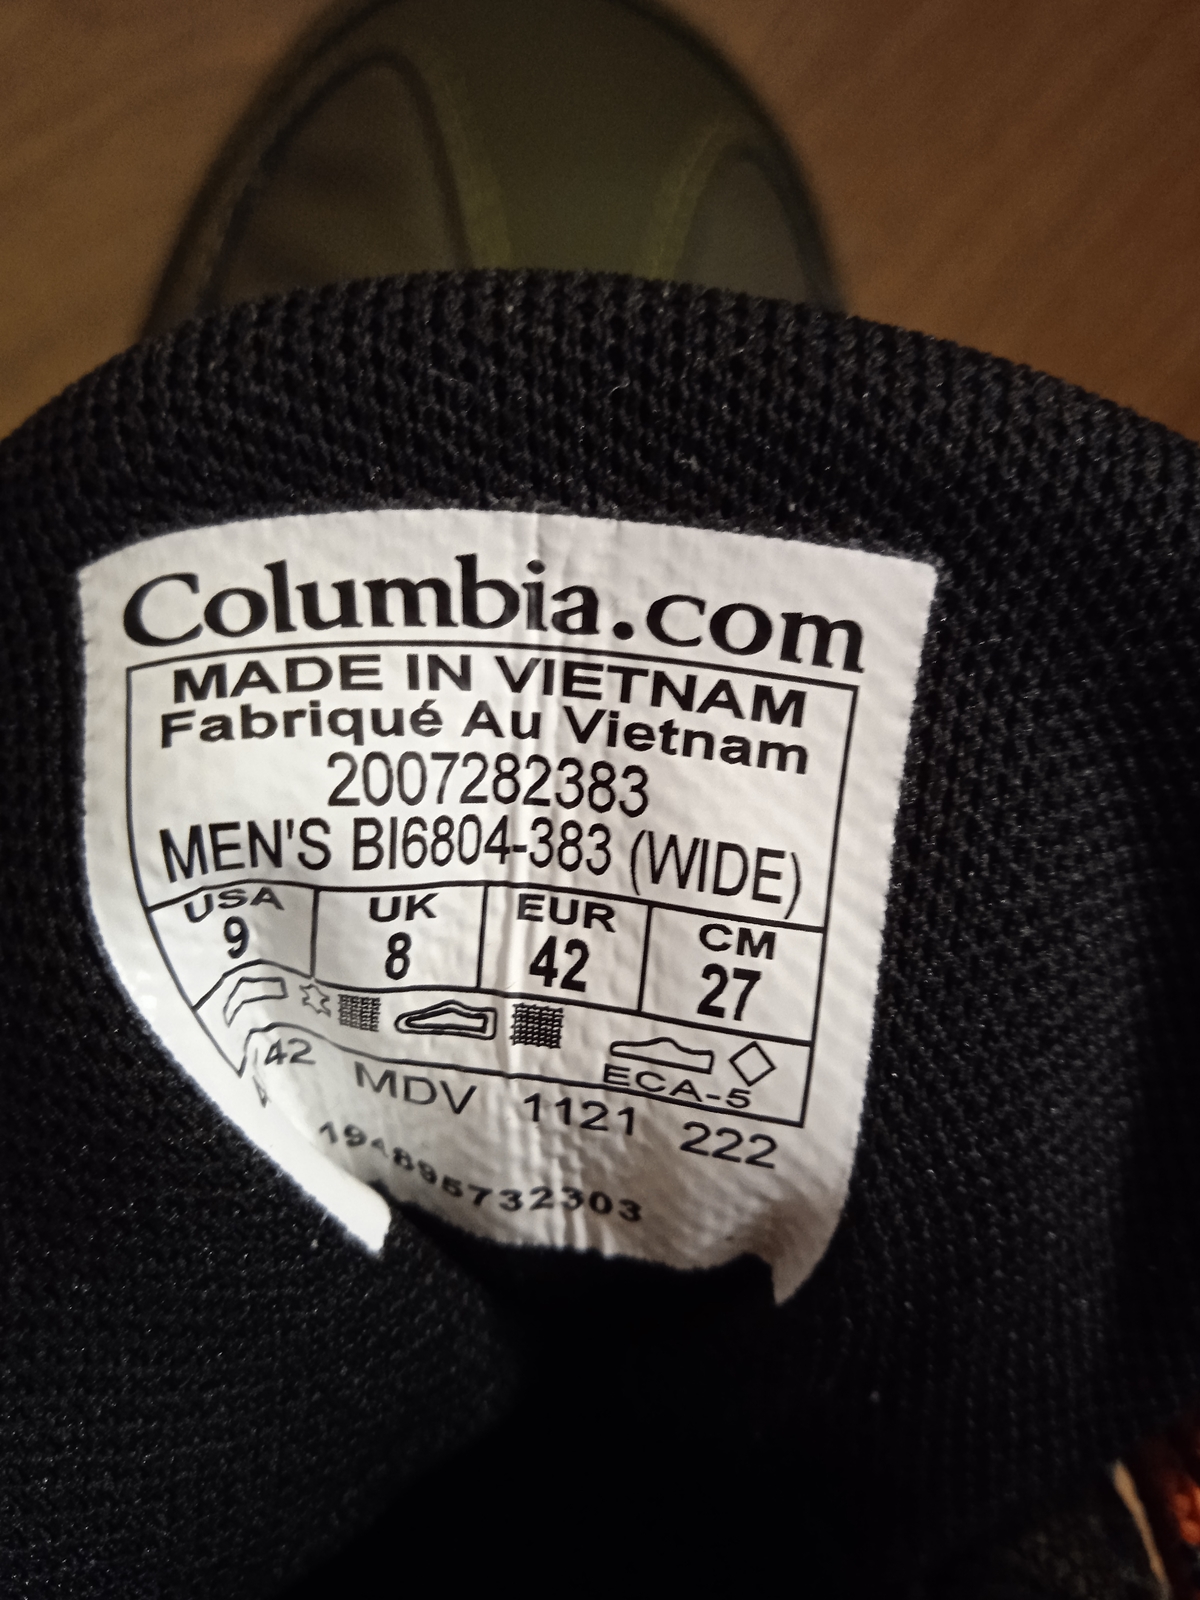 Columbia.com
MADE IN VIETNAM
Fabriqué Au Vietnam
2007282383
MEN'S BI6804-383 (WIDE)
USA UK EUR CM
9 8 42 27
ECA-5
42 MDV 1121 222
194895732303